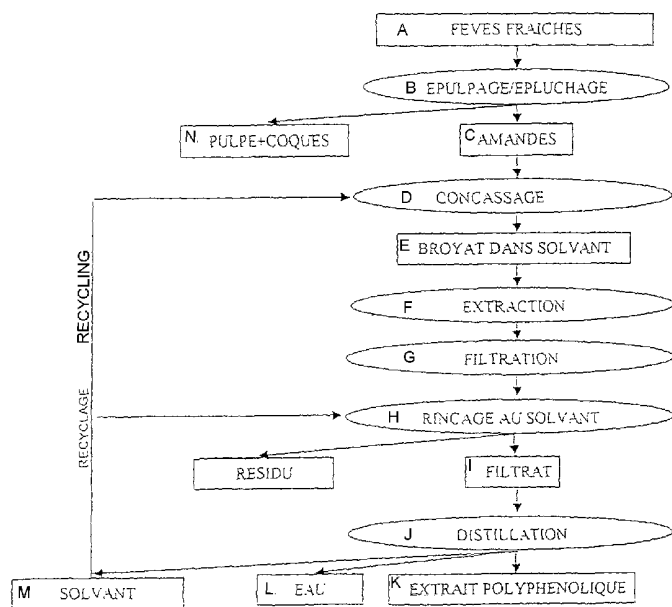 A FEVES FRAICHES
B EPULPAGE/EPLUCHAGE
N. PULPE+COQUES
C AMANDES
D CONCASSAGE
E BROYAT DANS SOLVANT
F EXTRACTION
G FILTRATION
H RINCAGE AU SOLVANT
RESIDU
I FILTRAT
J DISTILLATION
M SOLVANT
L. EAU
K EXTRAIT POLYPHENOLIQUE
RECYCLING
RECYCLAGE